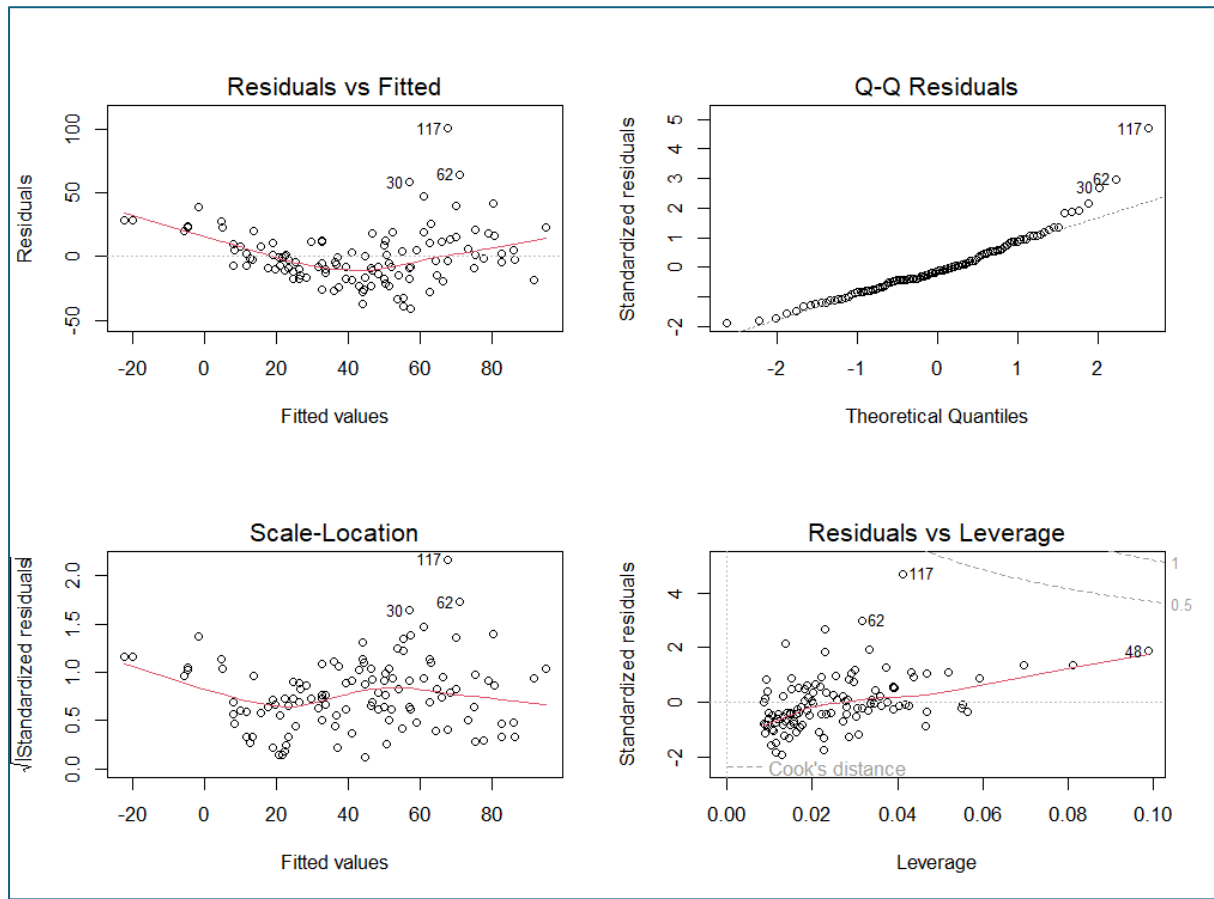 Residuals vs Fitted
Residuals
100
50
0
-50
117
62
30
-20 0 20 40 60 80
Fitted values
Q-Q Residuals
Standardized residuals
5
4
3
2
1
0
-2
117
62
30
-2 -1 0 1 2
Theoretical Quantiles
Scale-Location
√|Standardized residuals|
2.0
1.5
1.0
0.5
0.0
117
62
30
-20 0 20 40 60 80
Fitted values
Residuals vs Leverage
Standardized residuals
4
2
0
-2
117
62
48
1
0.5
Cook's distance
0.00 0.02 0.04 0.06 0.08 0.10
Leverage